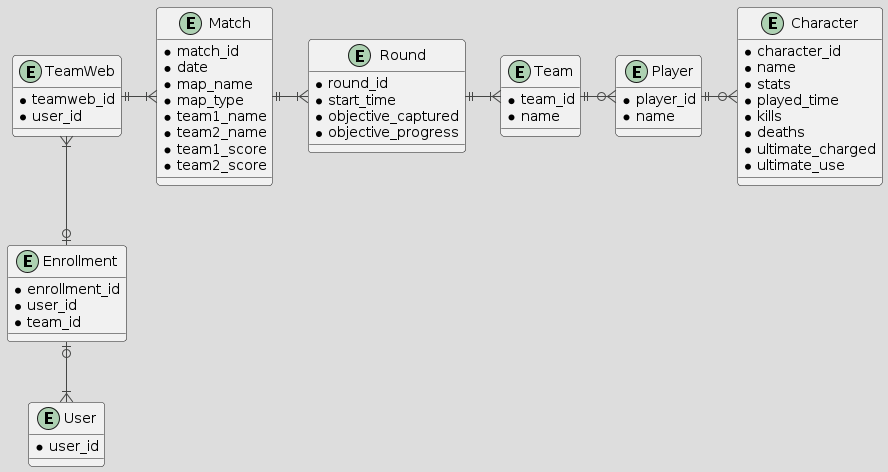 E TeamWeb
teamweb_id
user_id
E Match
match_id
date
map_name
map_type
team1_name
team2_name
team1_score
team2_score
E Round
round_id
start_time
objective_captured
objective_progress
E Team
team_id
name
E Player
player_id
name
E Character
character_id
name
stats
played_time
kills
deaths
ultimate_charged
ultimate_use
E Enrollment
enrollment_id
user_id
team_id
E User
user_id